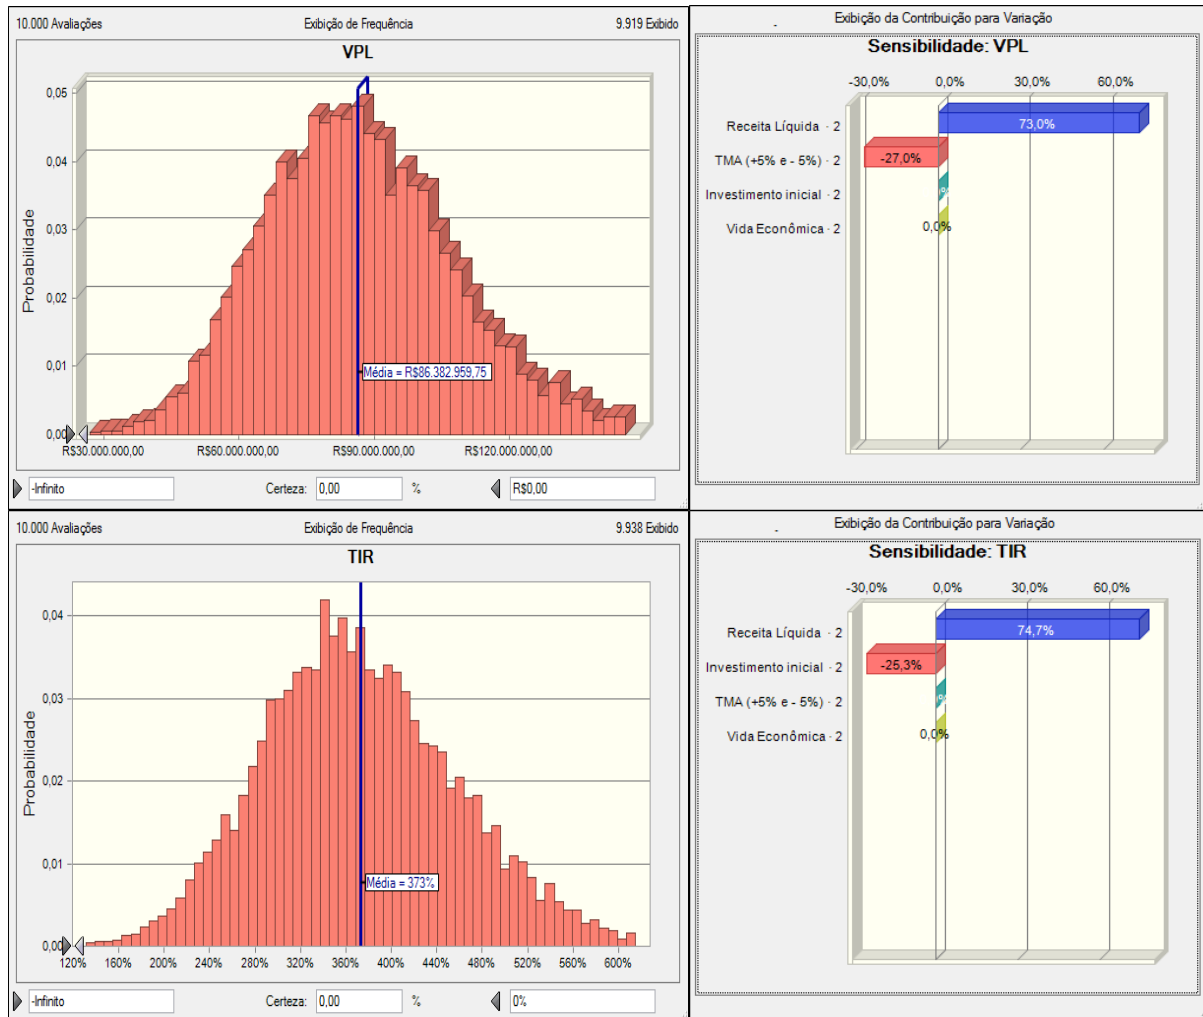 10.000 Avaliações Exibição de Frequência 9.919 Exibido
VPL
Probabilidade
0,05
0,04
0,03
0,02
0,01
0,00
Média = R$86.382.959,75
R$30.000.000,00 R$60.000.000,00 R$90.000.000,00 R$120.000.000,00
-Infinito Certeza: 0,00 % R$0,00
Exibição da Contribuição para Variação
Sensibilidade: VPL
-30,0% 0,0% 30,0% 60,0%
Receita Líquida - 2 73,0%
TMA (+5% e - 5%) - 2 -27,0%
Investimento inicial - 2
Vida Econômica - 2 0,0%
10.000 Avaliações Exibição de Frequência 9.938 Exibido
TIR
Probabilidade
0,04
0,03
0,02
0,01
0,00
Média = 373%
120% 160% 200% 240% 280% 320% 360% 400% 440% 480% 520% 560% 600%
-Infinito Certeza: 0,00 % 0%
Exibição da Contribuição para Variação
Sensibilidade: TIR
-30,0% 0,0% 30,0% 60,0%
Receita Líquida - 2 74,7%
Investimento inicial - 2 -25,3%
TMA (+5% e - 5%) - 2
Vida Econômica - 2 0,0%